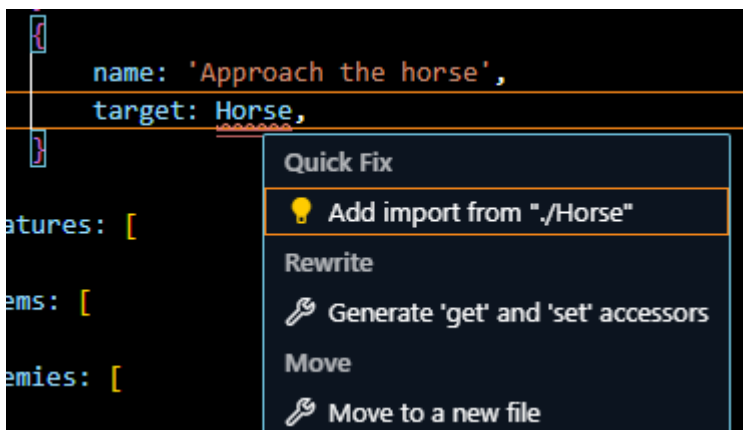 {
name: 'Approach the horse',
target: Horse,
}
Quick Fix
Add import from "./Horse"
atures: [
Rewrite
ems: [
Generate 'get' and 'set' accessors
Move
emies: [
Move to a new file